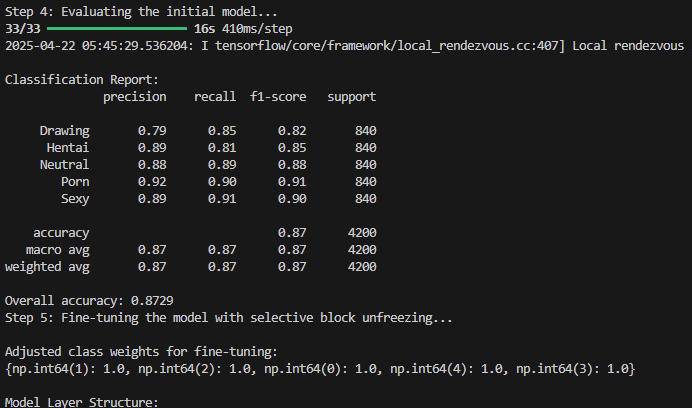 Step 4: Evaluating the initial model...
33/33 ━━━━━━━━━━━━━━━━━━━━ 16s 410ms/step
2025-04-22 05:45:29.536204: I tensorflow/core/framework/local_rendezvous.cc:407] Local rendezvous
Classification Report:
precision recall f1-score support
Drawing 0.79 0.85 0.82 840
Hentai 0.89 0.81 0.85 840
Neutral 0.88 0.89 0.88 840
Porn 0.92 0.90 0.91 840
Sexy 0.89 0.91 0.90 840
accuracy 0.87 4200
macro avg 0.87 0.87 0.87 4200
weighted avg 0.87 0.87 0.87 4200
Overall accuracy: 0.8729
Step 5: Fine-tuning the model with selective block unfreezing...
Adjusted class weights for fine-tuning:
{np.int64(1): 1.0, np.int64(2): 1.0, np.int64(0): 1.0, np.int64(4): 1.0, np.int64(3): 1.0}
Model Layer Structure: